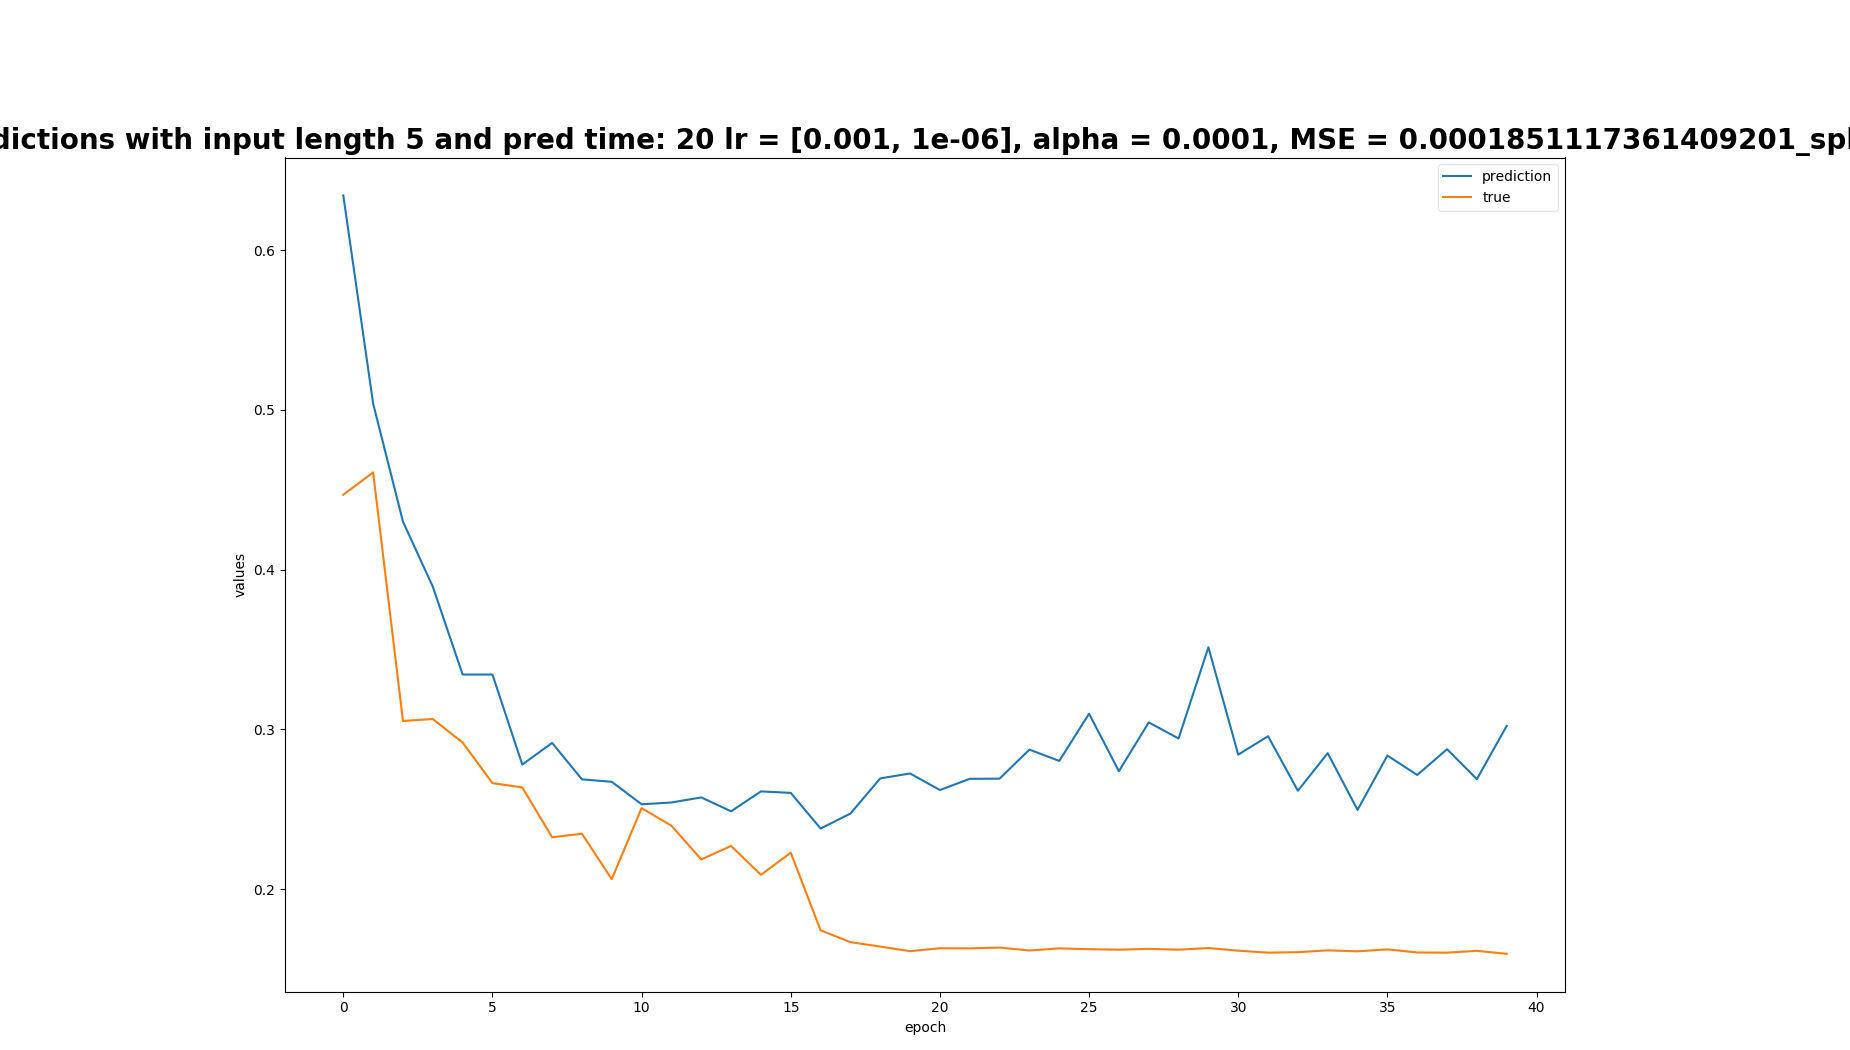 dictions with input length 5 and pred time: 20 lr = [0.001, 1e-06], alpha = 0.0001, MSE = 0.0001851117361409201_spl
prediction
true
0.6
0.5
0.4
0.3
0.2
values
0 5 10 15 20 25 30 35 40
epoch